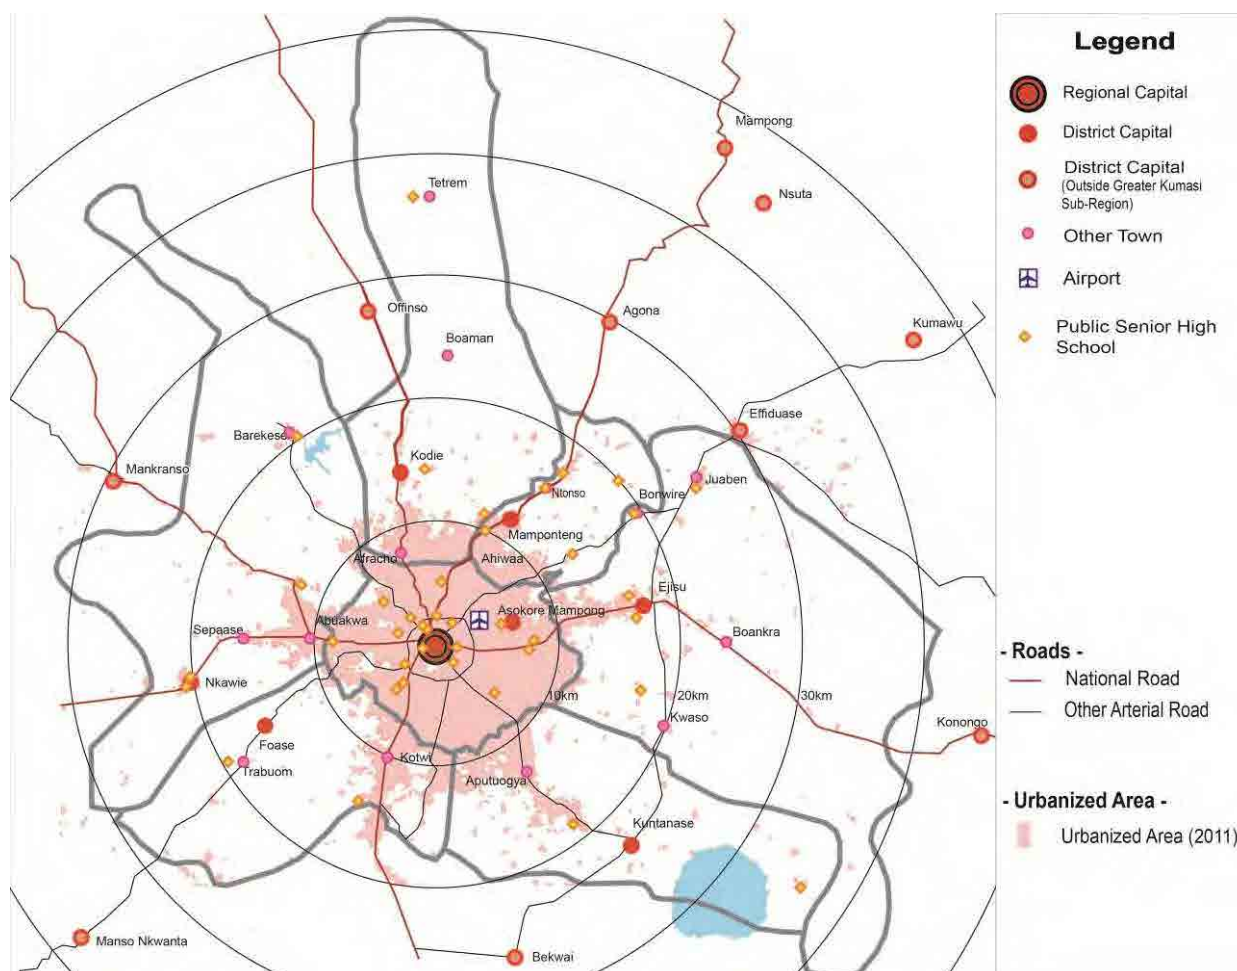 Legend
Regional Capital
District Capital
District Capital
(Outside Greater Kumasi
Sub-Region)
Other Town
Airport
Public Senior High
School
- Roads -
National Road
Other Arterial Road
- Urbanized Area -
Urbanized Area (2011)
Mampong
Tetrem
Nsuta
Offinso
Agona
Kumawu
Boaman
Effiduase
Barekese
Kodie
Mankranso
Juaben
Ntonso
Bonwire
Mamponteng
Afracho
Ahiwaa
Ejisu
Asokore Mampong
Abuakwa
Sepaase
Boankra
Nkawie
10km
20km
30km
Kwaso
Konongo
Foase
Kotwi
Trabuom
Aputuogya
Kuntanase
Manso Nkwanta
Bekwai